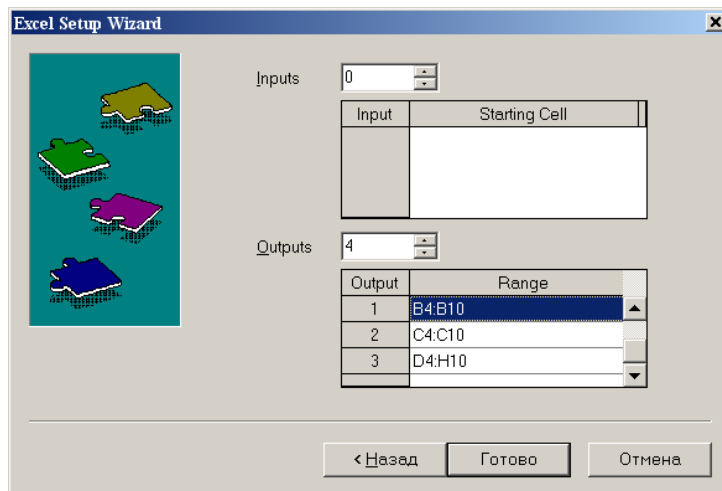 Excel Setup Wizard
Inputs 0
Input Starting Cell
Outputs 4
Output Range
1 B4:B10
2 C4:C10
3 D4:H10
< Назад Готово Отмена